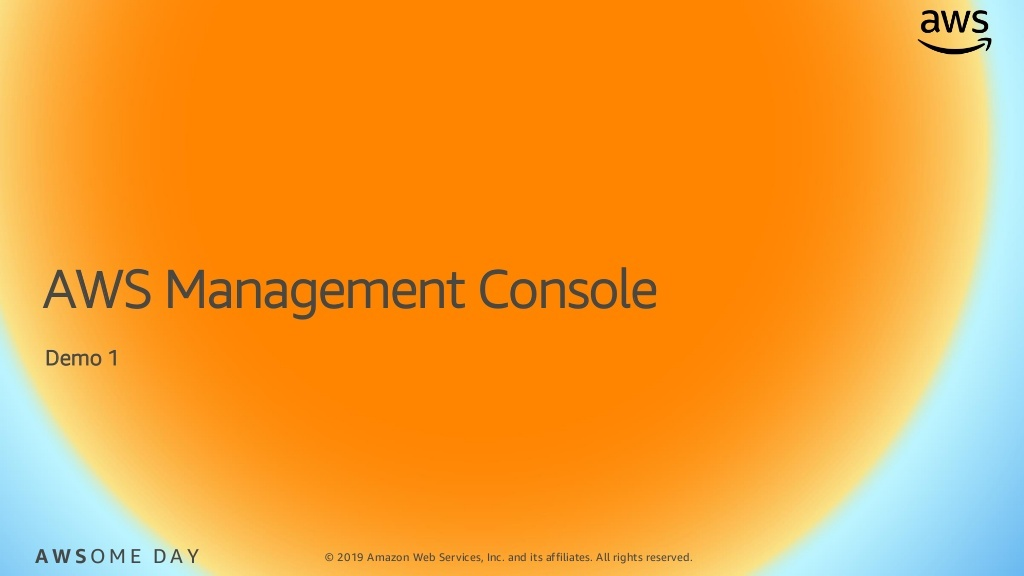 aws
AWS Management Console
Demo 1
AWSOME DAY
© 2019 Amazon Web Services, Inc. and its affiliates. All rights reserved.